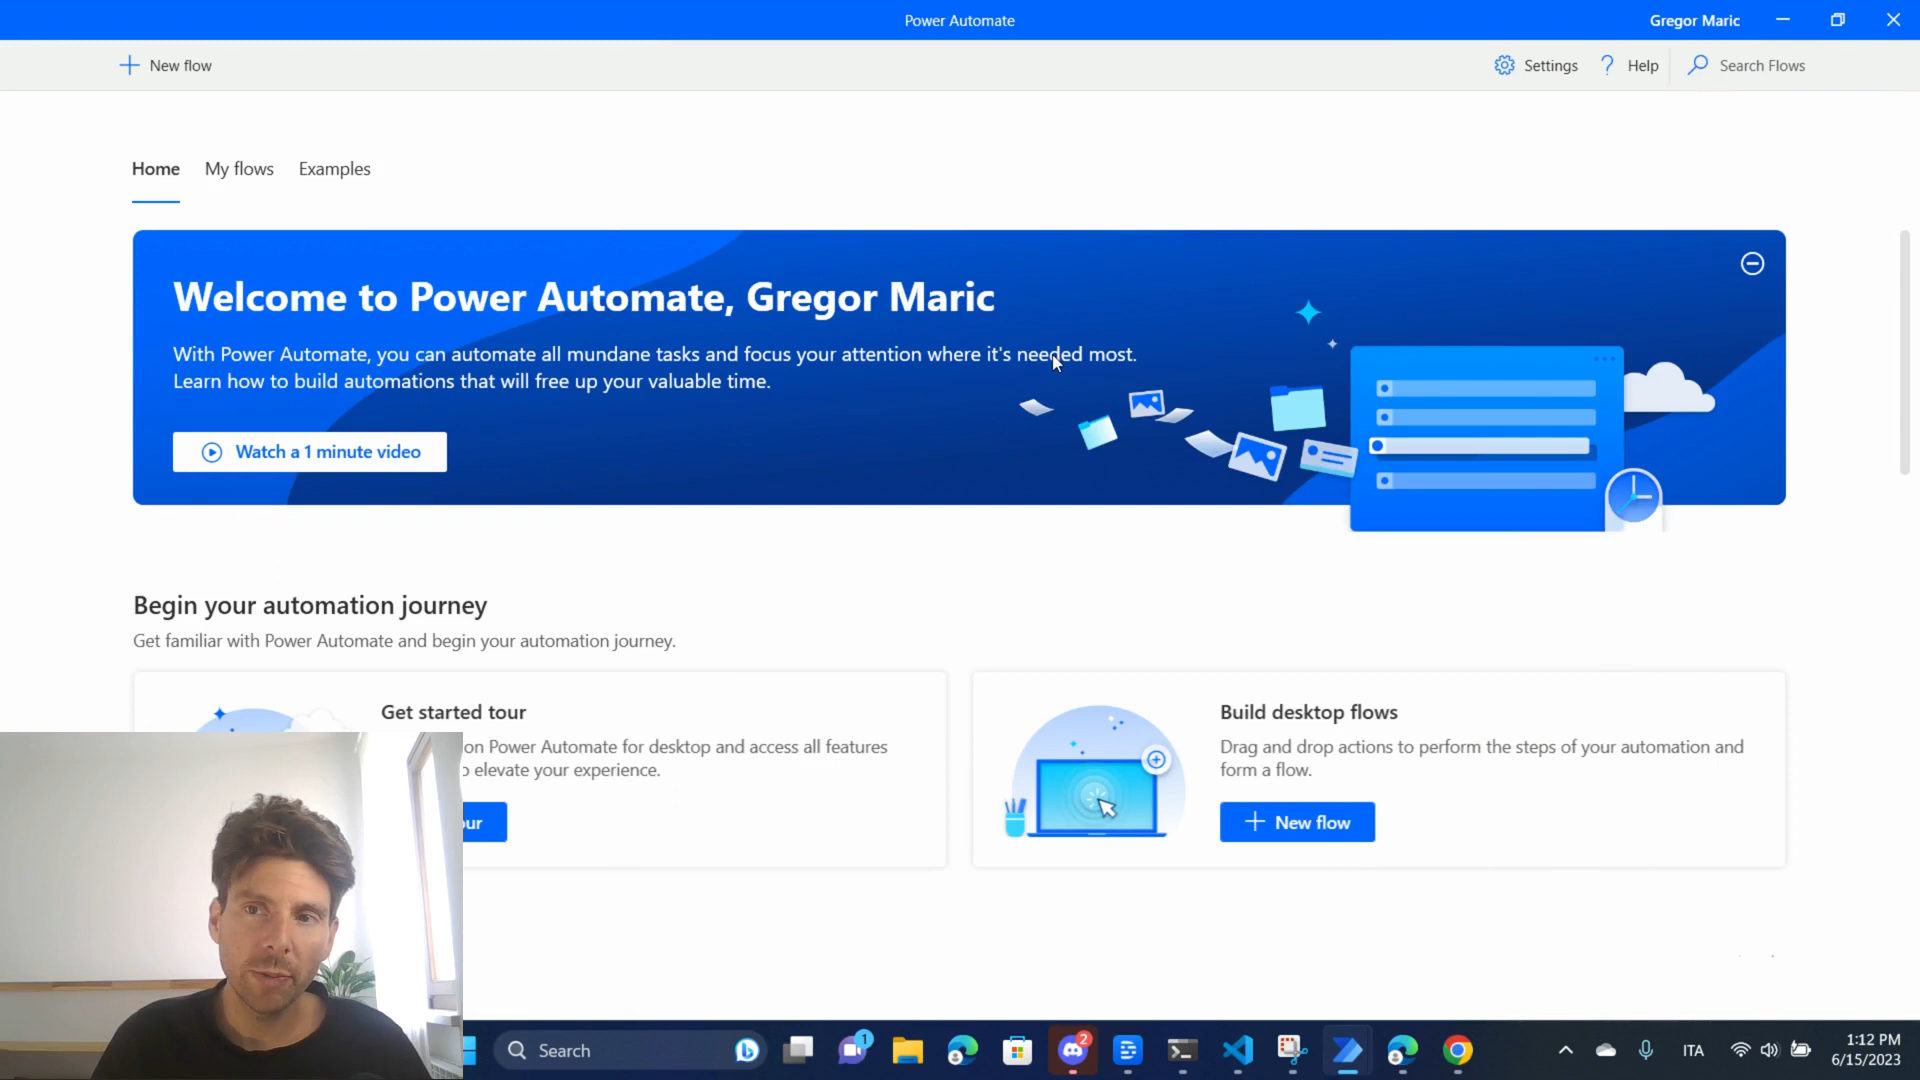 Power Automate
Gregor Maric
New flow
Settings
Help
Search Flows
Home
My flows
Examples
Welcome to Power Automate, Gregor Maric
With Power Automate, you can automate all mundane tasks and focus your attention where it's needed most.
Learn how to build automations that will free up your valuable time.
Watch a 1 minute video
Begin your automation journey
Get familiar with Power Automate and begin your automation journey.
Get started tour
on Power Automate for desktop and access all features
elevate your experience.
Build desktop flows
Drag and drop actions to perform the steps of your automation and
form a flow.
New flow
Search
1
2
ITA
1:12 PM
6/15/2023